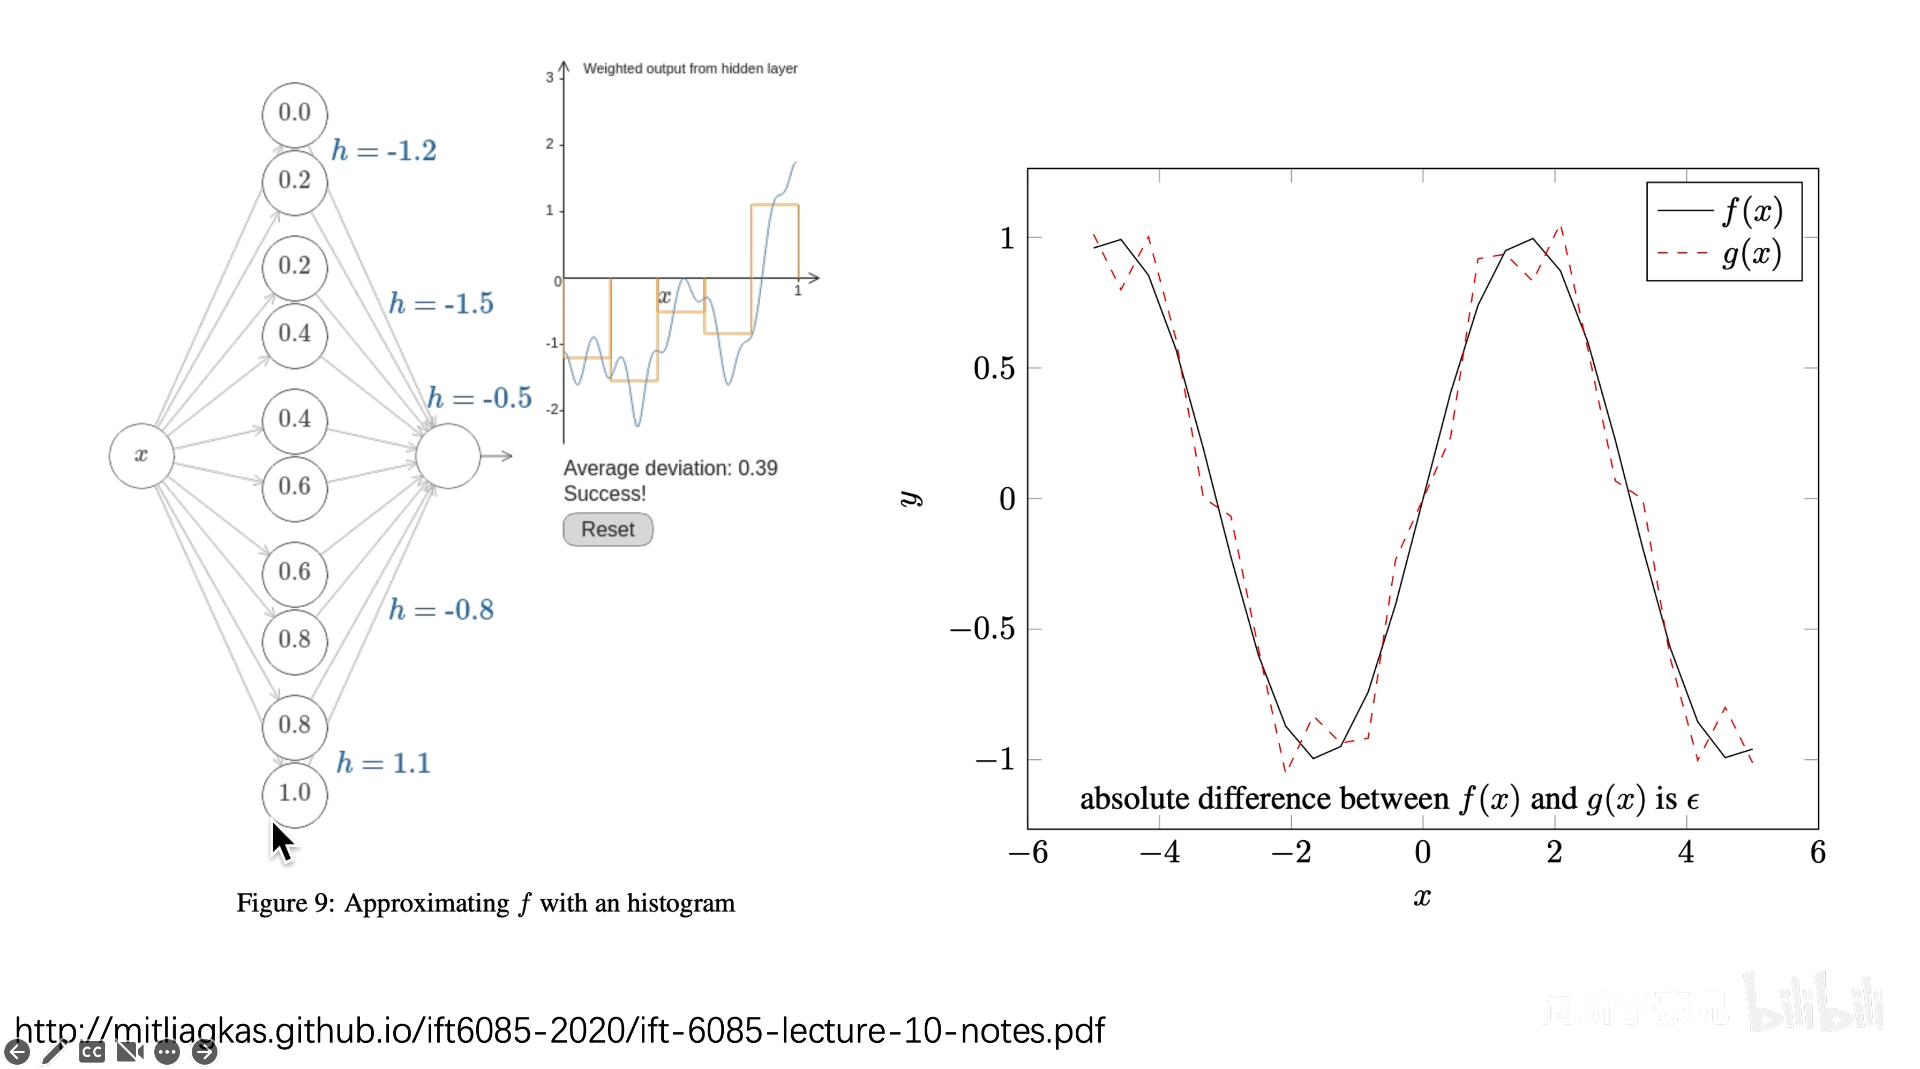 0.0
h = -1.2
0.2
0.2
h = -1.5
0.4
0.4
h = -0.5
x
0.6
0.6
h = -0.8
0.8
0.8
h = 1.1
1.0
Figure 9: Approximating f with an histogram
Weighted output from hidden layer
3
2
1
0
-1
-2
x
1
Average deviation: 0.39
Success!
Reset
f(x)
g(x)
1
0.5
0
−0.5
−1
y
absolute difference between f(x) and g(x) is ϵ
−6 −4 −2 0 2 4 6
x
http://mitliagkas.github.io/ift6085-2020/ift-6085-lecture-10-notes.pdf
CC
bilibili